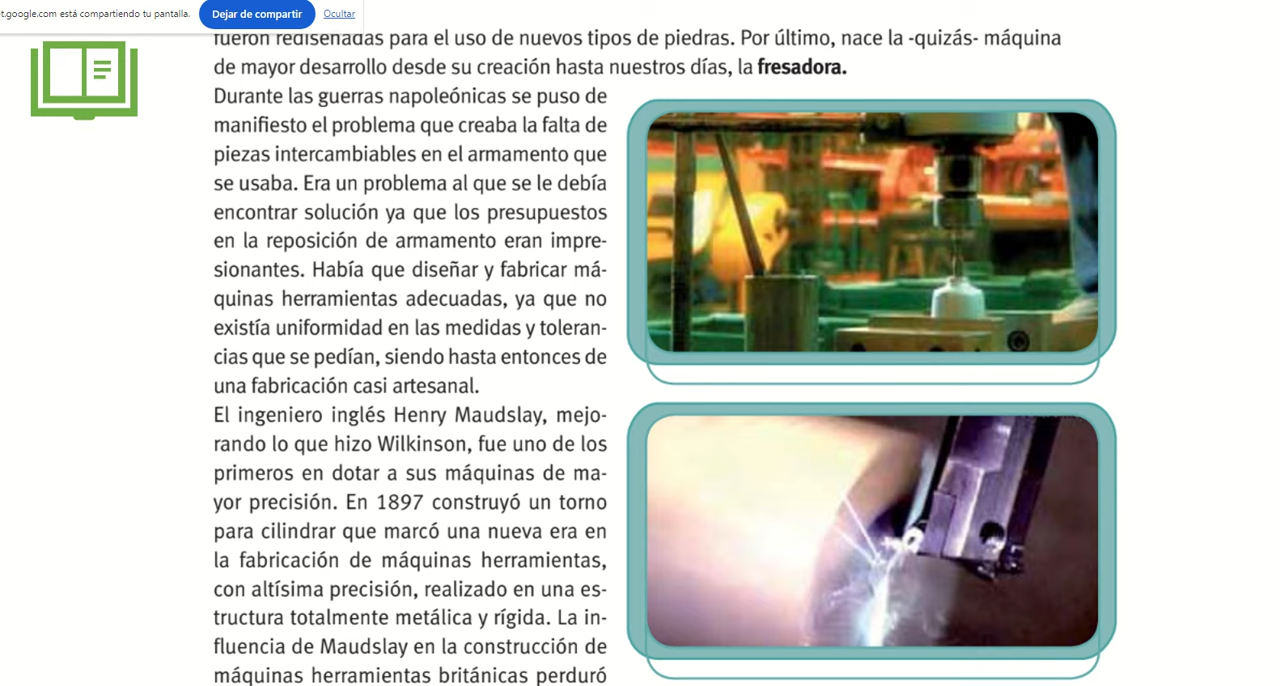 t.google.com está compartiendo tu pantalla. Dejar de compartir Ocultar
fueron rediseñadas para el uso de nuevos tipos de piedras. Por último, nace la -quizás- máquina
de mayor desarrollo desde su creación hasta nuestros días, la fresadora.
Durante las guerras napoleónicas se puso de
manifiesto el problema que creaba la falta de
piezas intercambiables en el armamento que
se usaba. Era un problema al que se le debía
encontrar solución ya que los presupuestos
en la reposición de armamento eran impre-
sionantes. Había que diseñar y fabricar má-
quinas herramientas adecuadas, ya que no
existía uniformidad en las medidas y toleran-
cias que se pedían, siendo hasta entonces de
una fabricación casi artesanal.
El ingeniero inglés Henry Maudslay, mejo-
rando lo que hizo Wilkinson, fue uno de los
primeros en dotar a sus máquinas de ma-
yor precisión. En 1897 construyó un torno
para cilindrar que marcó una nueva era en
la fabricación de máquinas herramientas,
con altísima precisión, realizado en una es-
tructura totalmente metálica y rígida. La in-
fluencia de Maudslay en la construcción de
máquinas herramientas británicas perduró